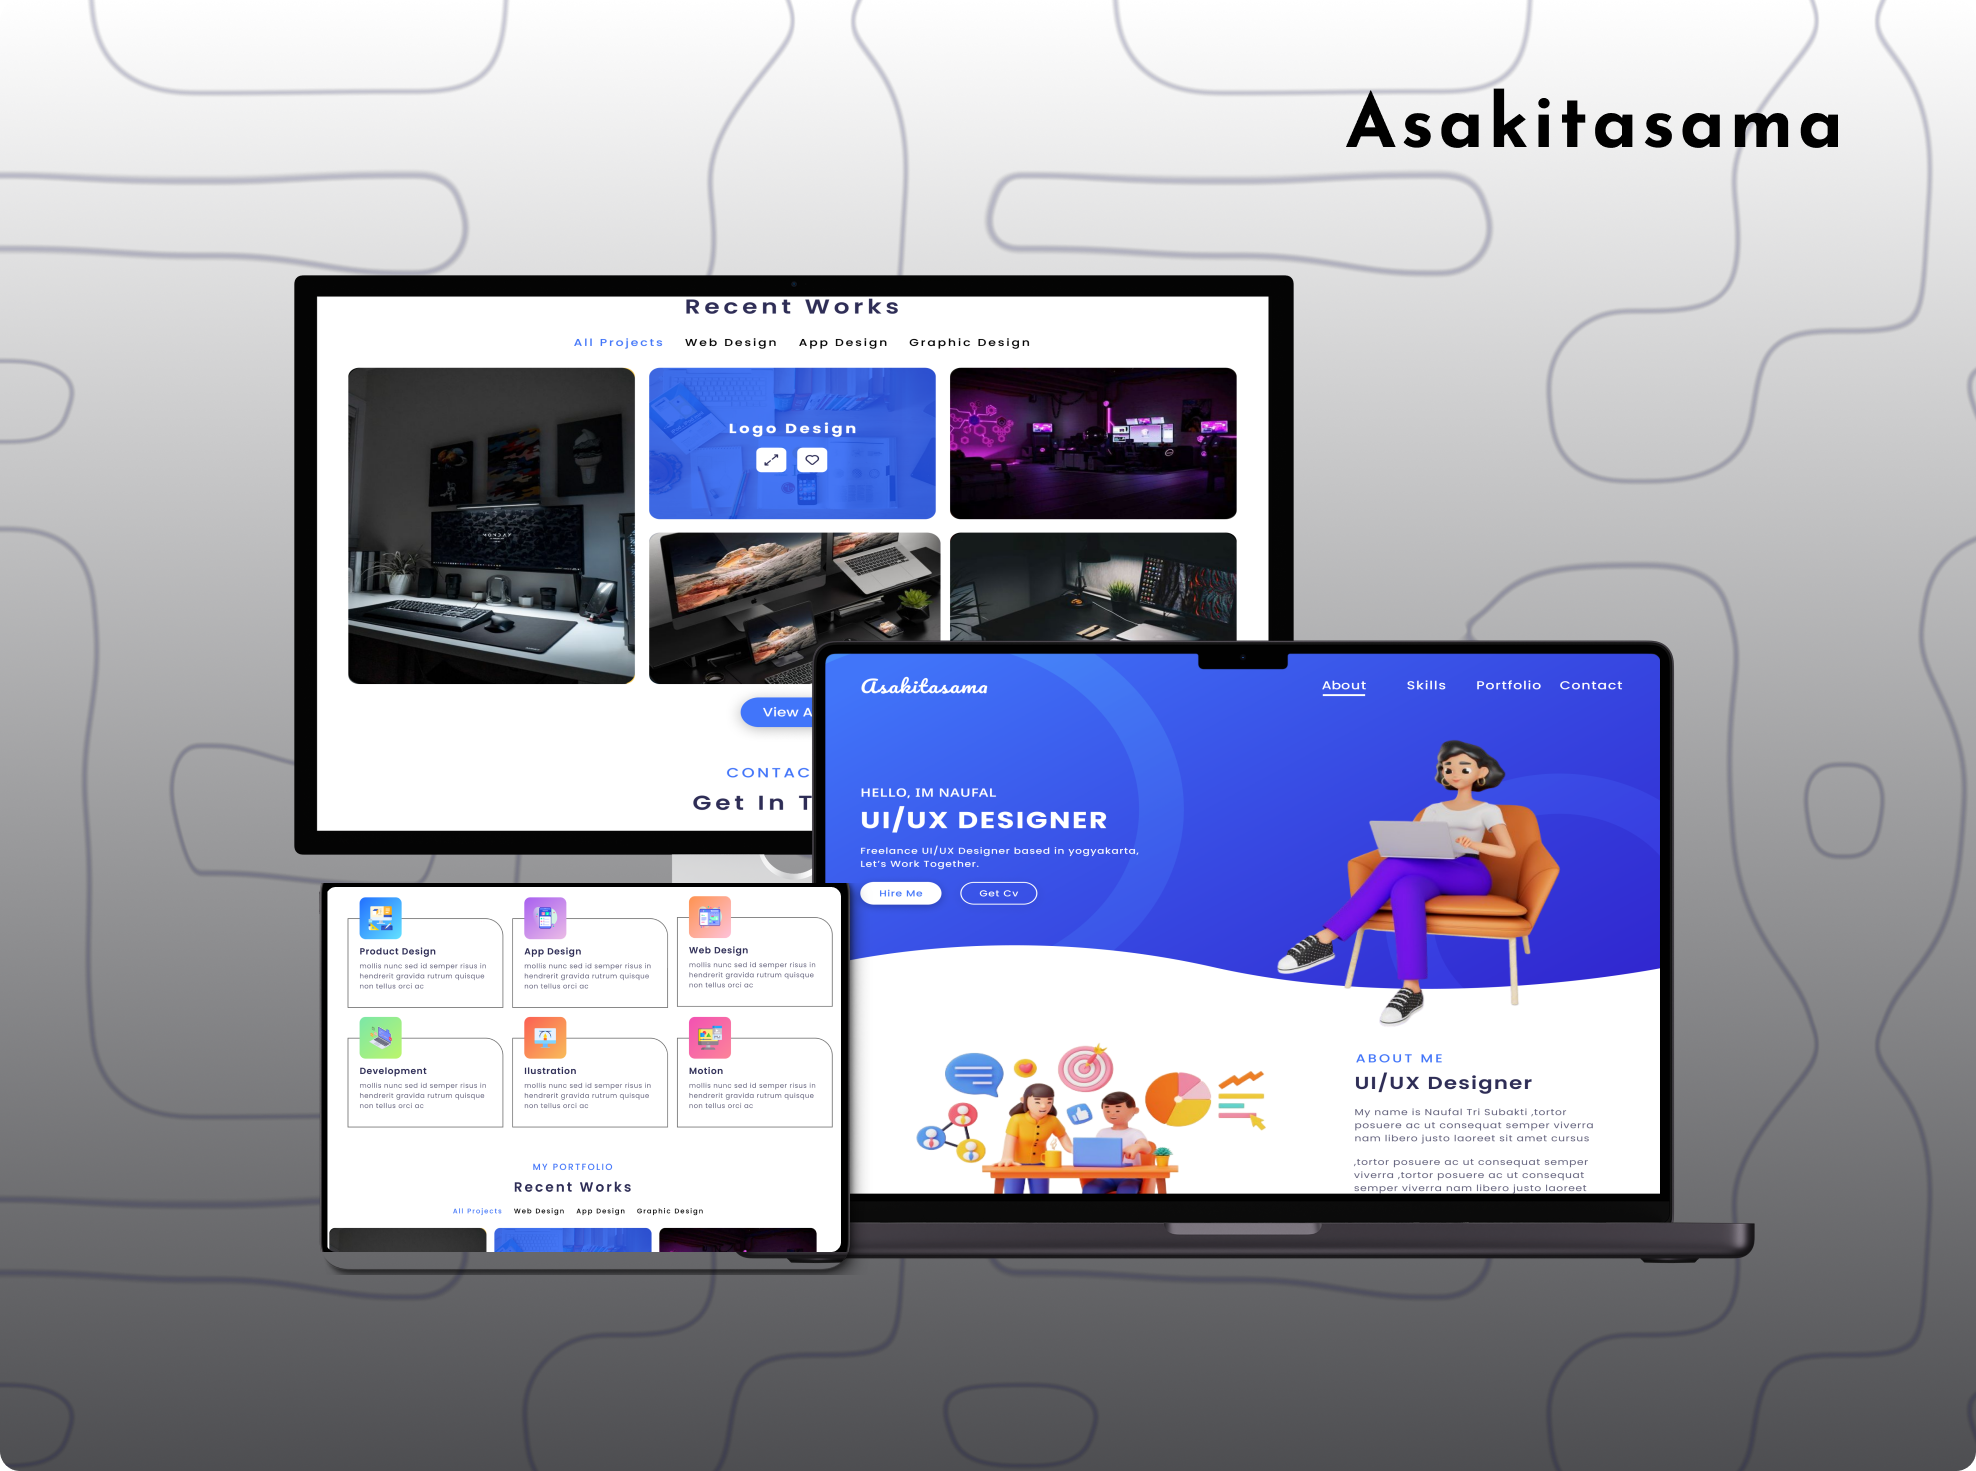 Asakitasama
Recent Works
All Projects Web Design App Design Graphic Design
Logo Design
View A
CONTAC
Get In T
Asakitasama
About Skills Portfolio Contact
HELLO, IM NAUFAL
UI/UX DESIGNER
Freelance UI/UX Designer based in yogyakarta,
Let's Work Together.
Hire Me Get Cv
ABOUT ME
UI/UX Designer
My name is Naufal Tri Subakti ,tortor
posuere ac ut consequat semper viverra
nam libero justo laoreet sit amet cursus
,tortor posuere ac ut consequat semper
viverra ,tortor posuere ac ut consequat
semper viverra nam libero justo laoreet
Product Design
mollis nunc sed id semper risus in
hendrerit gravida rutrum quisque
non tellus orci ac
App Design
mollis nunc sed id semper risus in
hendrerit gravida rutrum quisque
non tellus orci ac
Web Design
mollis nunc sed id semper risus in
hendrerit gravida rutrum quisque
non tellus orci ac
Development
mollis nunc sed id semper risus in
hendrerit gravida rutrum quisque
non tellus orci ac
Ilustration
mollis nunc sed id semper risus in
hendrerit gravida rutrum quisque
non tellus orci ac
Motion
mollis nunc sed id semper risus in
hendrerit gravida rutrum quisque
non tellus orci ac
MY PORTFOLIO
Recent Works
All Projects Web Design App Design Graphic Design